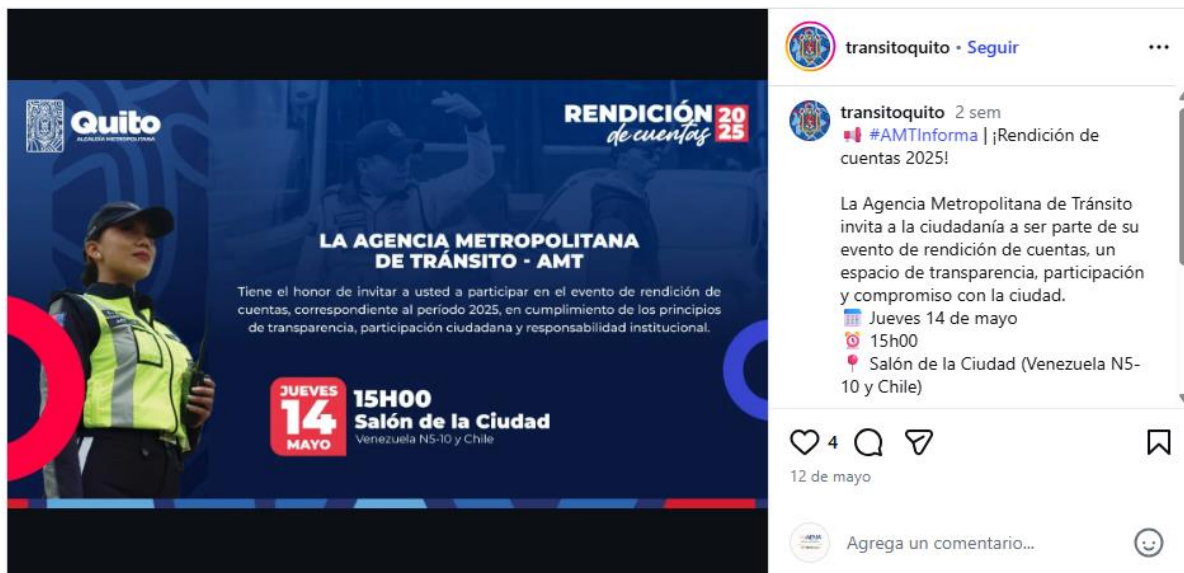 Quito
ALCALDÍA METROPOLITANA
RENDICIÓN
de cuentas
20
25
LA AGENCIA METROPOLITANA
DE TRÁNSITO - AMT
Tiene el honor de invitar a usted a participar en el evento de rendición de
cuentas, correspondiente al período 2025, en cumplimiento de los principios
de transparencia, participación ciudadana y responsabilidad institucional.
JUEVES
14
MAYO
15H00
Salón de la Ciudad
Venezuela N5-10 y Chile
transitoquito • Seguir
transitoquito 2 sem
#AMTInforma | ¡Rendición de
cuentas 2025!
La Agencia Metropolitana de Tránsito
invita a la ciudadanía a ser parte de su
evento de rendición de cuentas, un
espacio de transparencia, participación
y compromiso con la ciudad.
Jueves 14 de mayo
15h00
Salón de la Ciudad (Venezuela N5-
10 y Chile)
4
12 de mayo
Agrega un comentario...